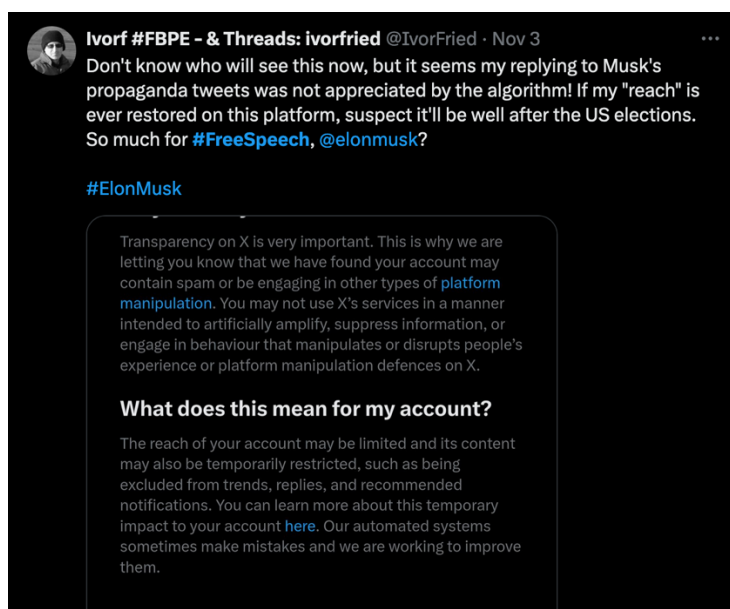 Ivorf #FBPE - & Threads: ivorfried @IvorFried · Nov 3
Don't know who will see this now, but it seems my replying to Musk's
propaganda tweets was not appreciated by the algorithm! If my "reach" is
ever restored on this platform, suspect it'll be well after the US elections.
So much for #FreeSpeech, @elonmusk?
#ElonMusk
Transparency on X is very important. This is why we are
letting you know that we have found your account may
contain spam or be engaging in other types of platform
manipulation. You may not use X's services in a manner
intended to artificially amplify, suppress information, or
engage in behaviour that manipulates or disrupts people's
experience or platform manipulation defences on X.
What does this mean for my account?
The reach of your account may be limited and its content
may also be temporarily restricted, such as being
excluded from trends, replies, and recommended
notifications. You can learn more about this temporary
impact to your account here. Our automated systems
sometimes make mistakes and we are working to improve
them.